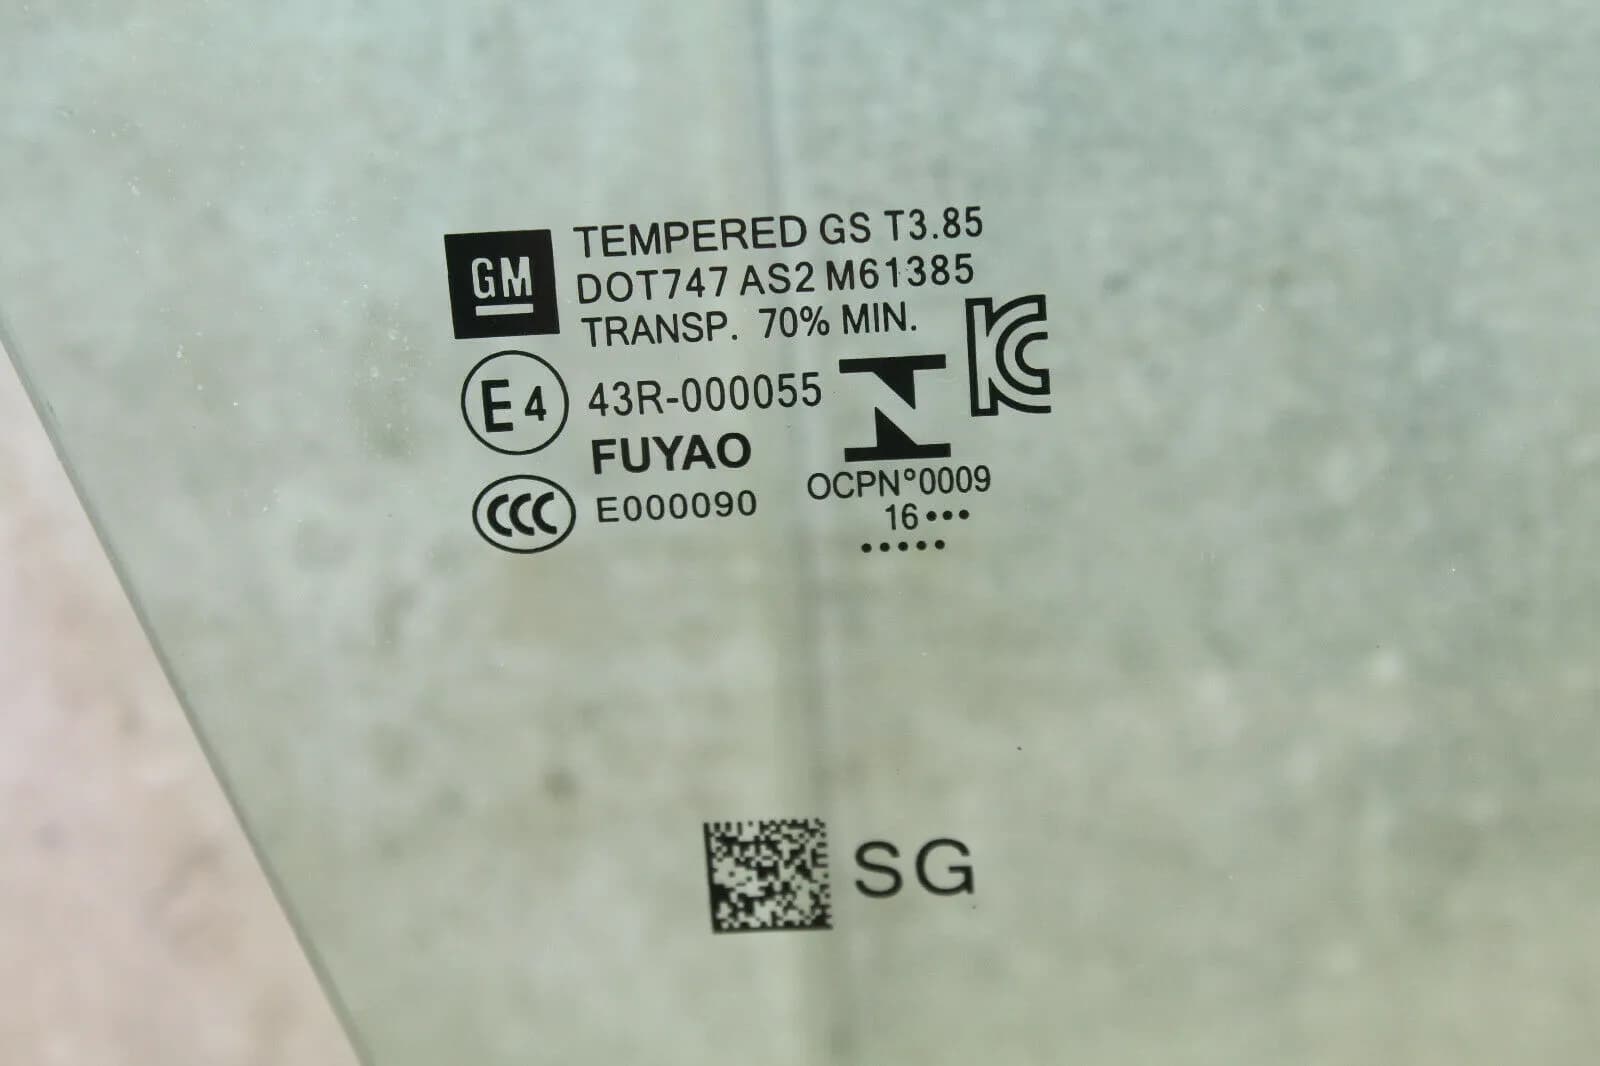 GM
TEMPERED GS T3.85
DOT747 AS2 M61385
TRANSP. 70% MIN.
E4 43R-000055
FUYAO
CCC E000090
OCPN°0009
16•••
•••••
SG